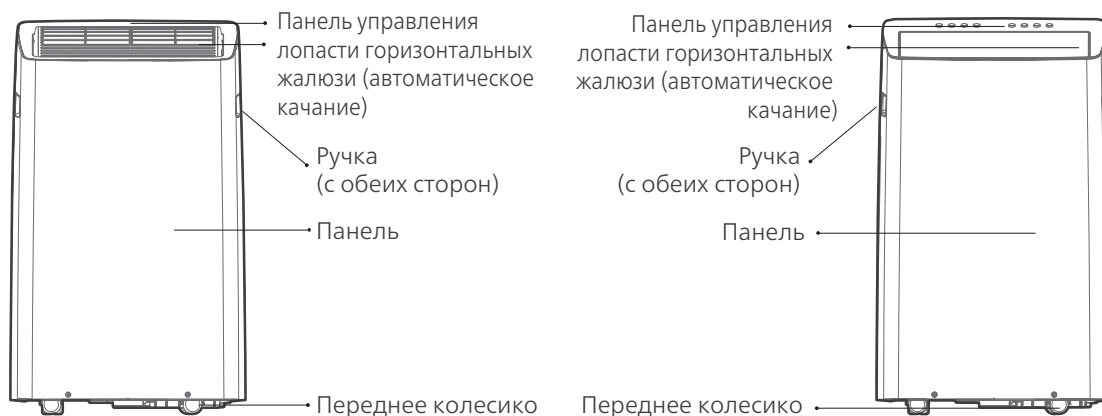 Панель управления
лопасти горизонтальных
жалюзи (автоматическое
качание)
Ручка
(с обеих сторон)
Панель
Переднее колесико
Панель управления
лопасти горизонтальных
жалюзи (автоматическое
качание)
Ручка
(с обеих сторон)
Панель
Переднее колесико